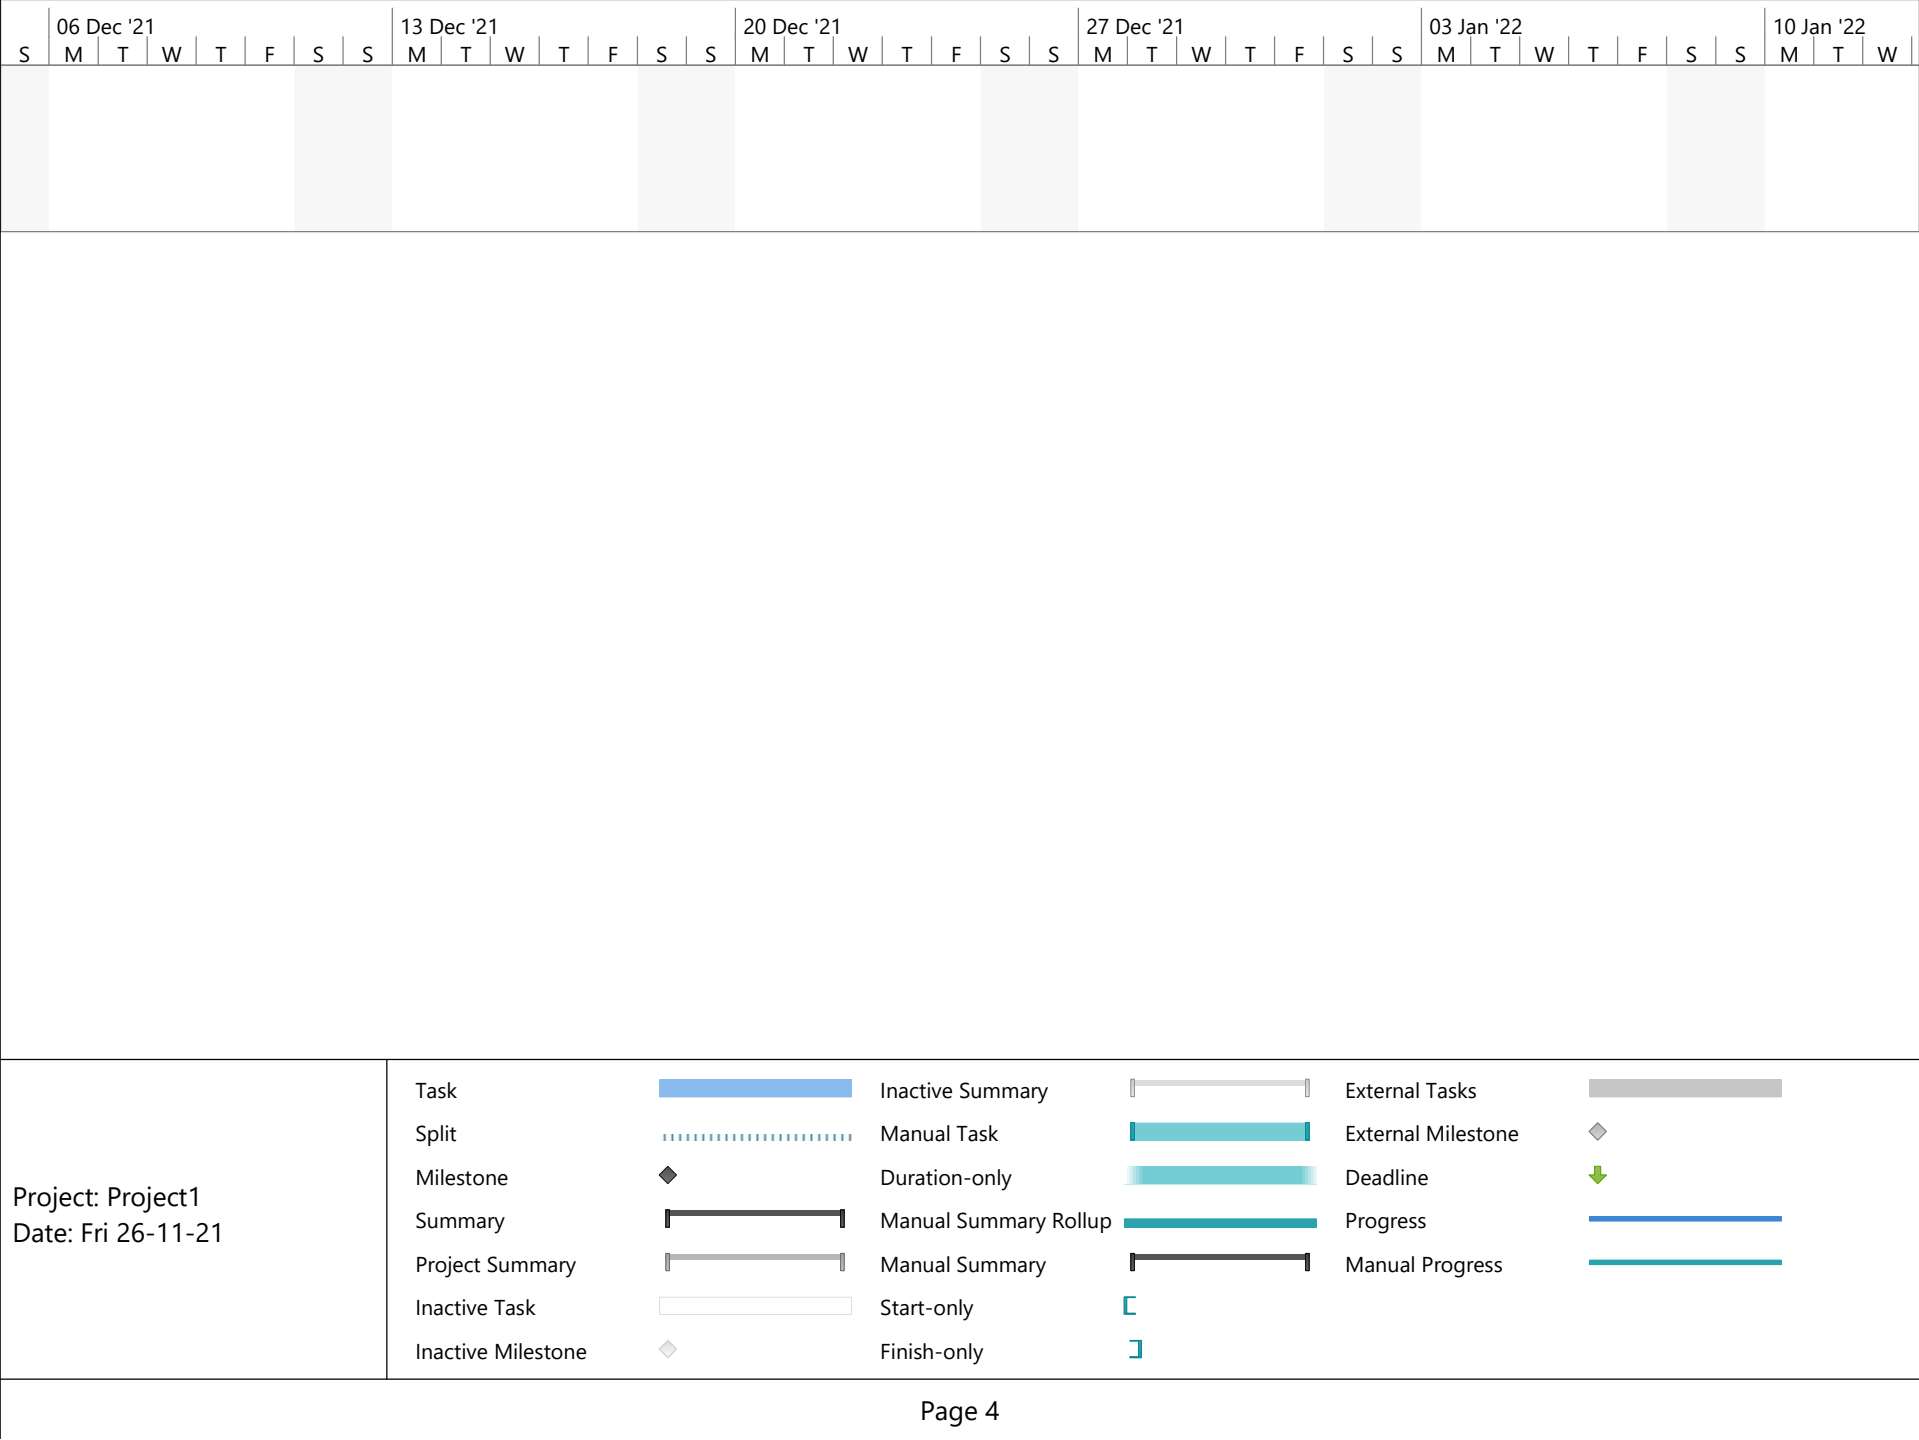 06 Dec '21 13 Dec '21 20 Dec '21 27 Dec '21 03 Jan '22 10 Jan '22
S M T W T F S S M T W T F S S M T W T F S S M T W T F S S M T W T F S S M T W
Task Inactive Summary External Tasks
Split Manual Task External Milestone
Milestone Duration-only Deadline
Project: Project1
Summary Manual Summary Rollup Progress
Date: Fri 26-11-21
Project Summary Manual Summary Manual Progress
Inactive Task Start-only
Inactive Milestone Finish-only
Page 4